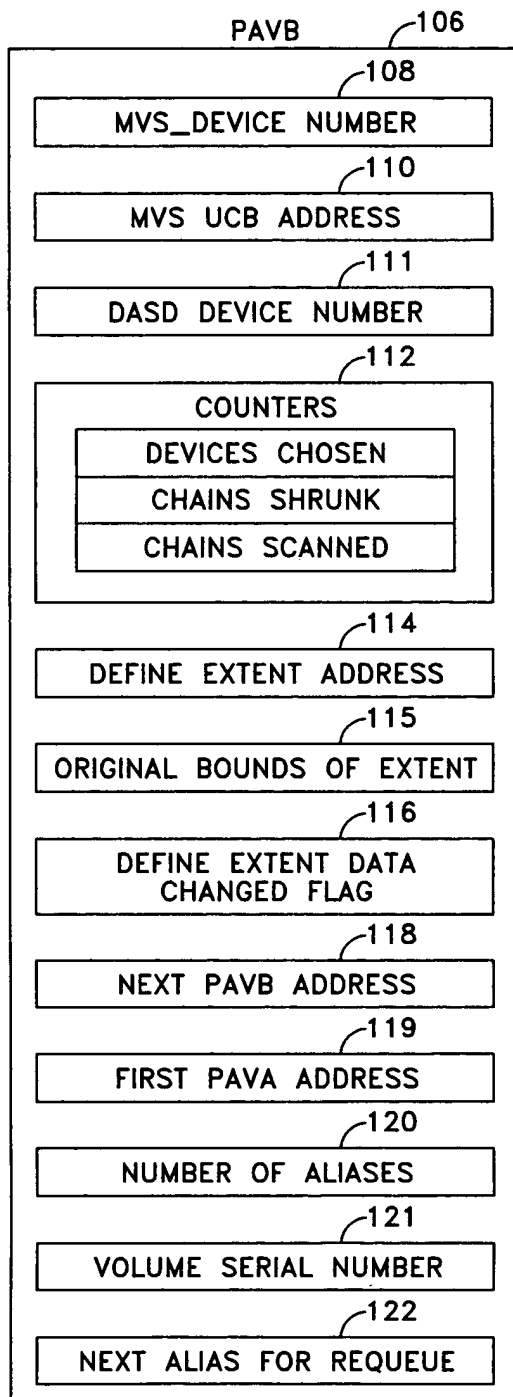 PAVB 106
108
MVS_DEVICE NUMBER
110
MVS UCB ADDRESS
111
DASD DEVICE NUMBER
112
COUNTERS
DEVICES CHOSEN
CHAINS SHRUNK
CHAINS SCANNED
114
DEFINE EXTENT ADDRESS
115
ORIGINAL BOUNDS OF EXTENT
116
DEFINE EXTENT DATA
CHANGED FLAG
118
NEXT PAVB ADDRESS
119
FIRST PAVA ADDRESS
120
NUMBER OF ALIASES
121
VOLUME SERIAL NUMBER
122
NEXT ALIAS FOR REQUEUE